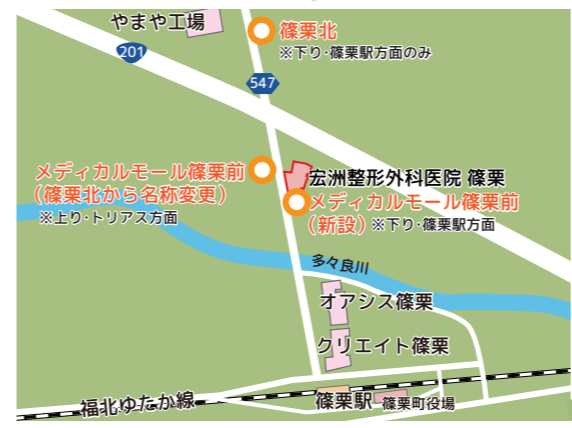 やまや工場
篠栗北
※下り・篠栗駅方面のみ
201
547
メディカルモール篠栗前
（篠栗北から名称変更）
※上り・トリアス方面
宏洲整形外科医院 篠栗
メディカルモール篠栗前
（新設）※下り・篠栗駅方面
多々良川
オアシス篠栗
クリエイト篠栗
福北ゆたか線
篠栗駅
篠栗町役場